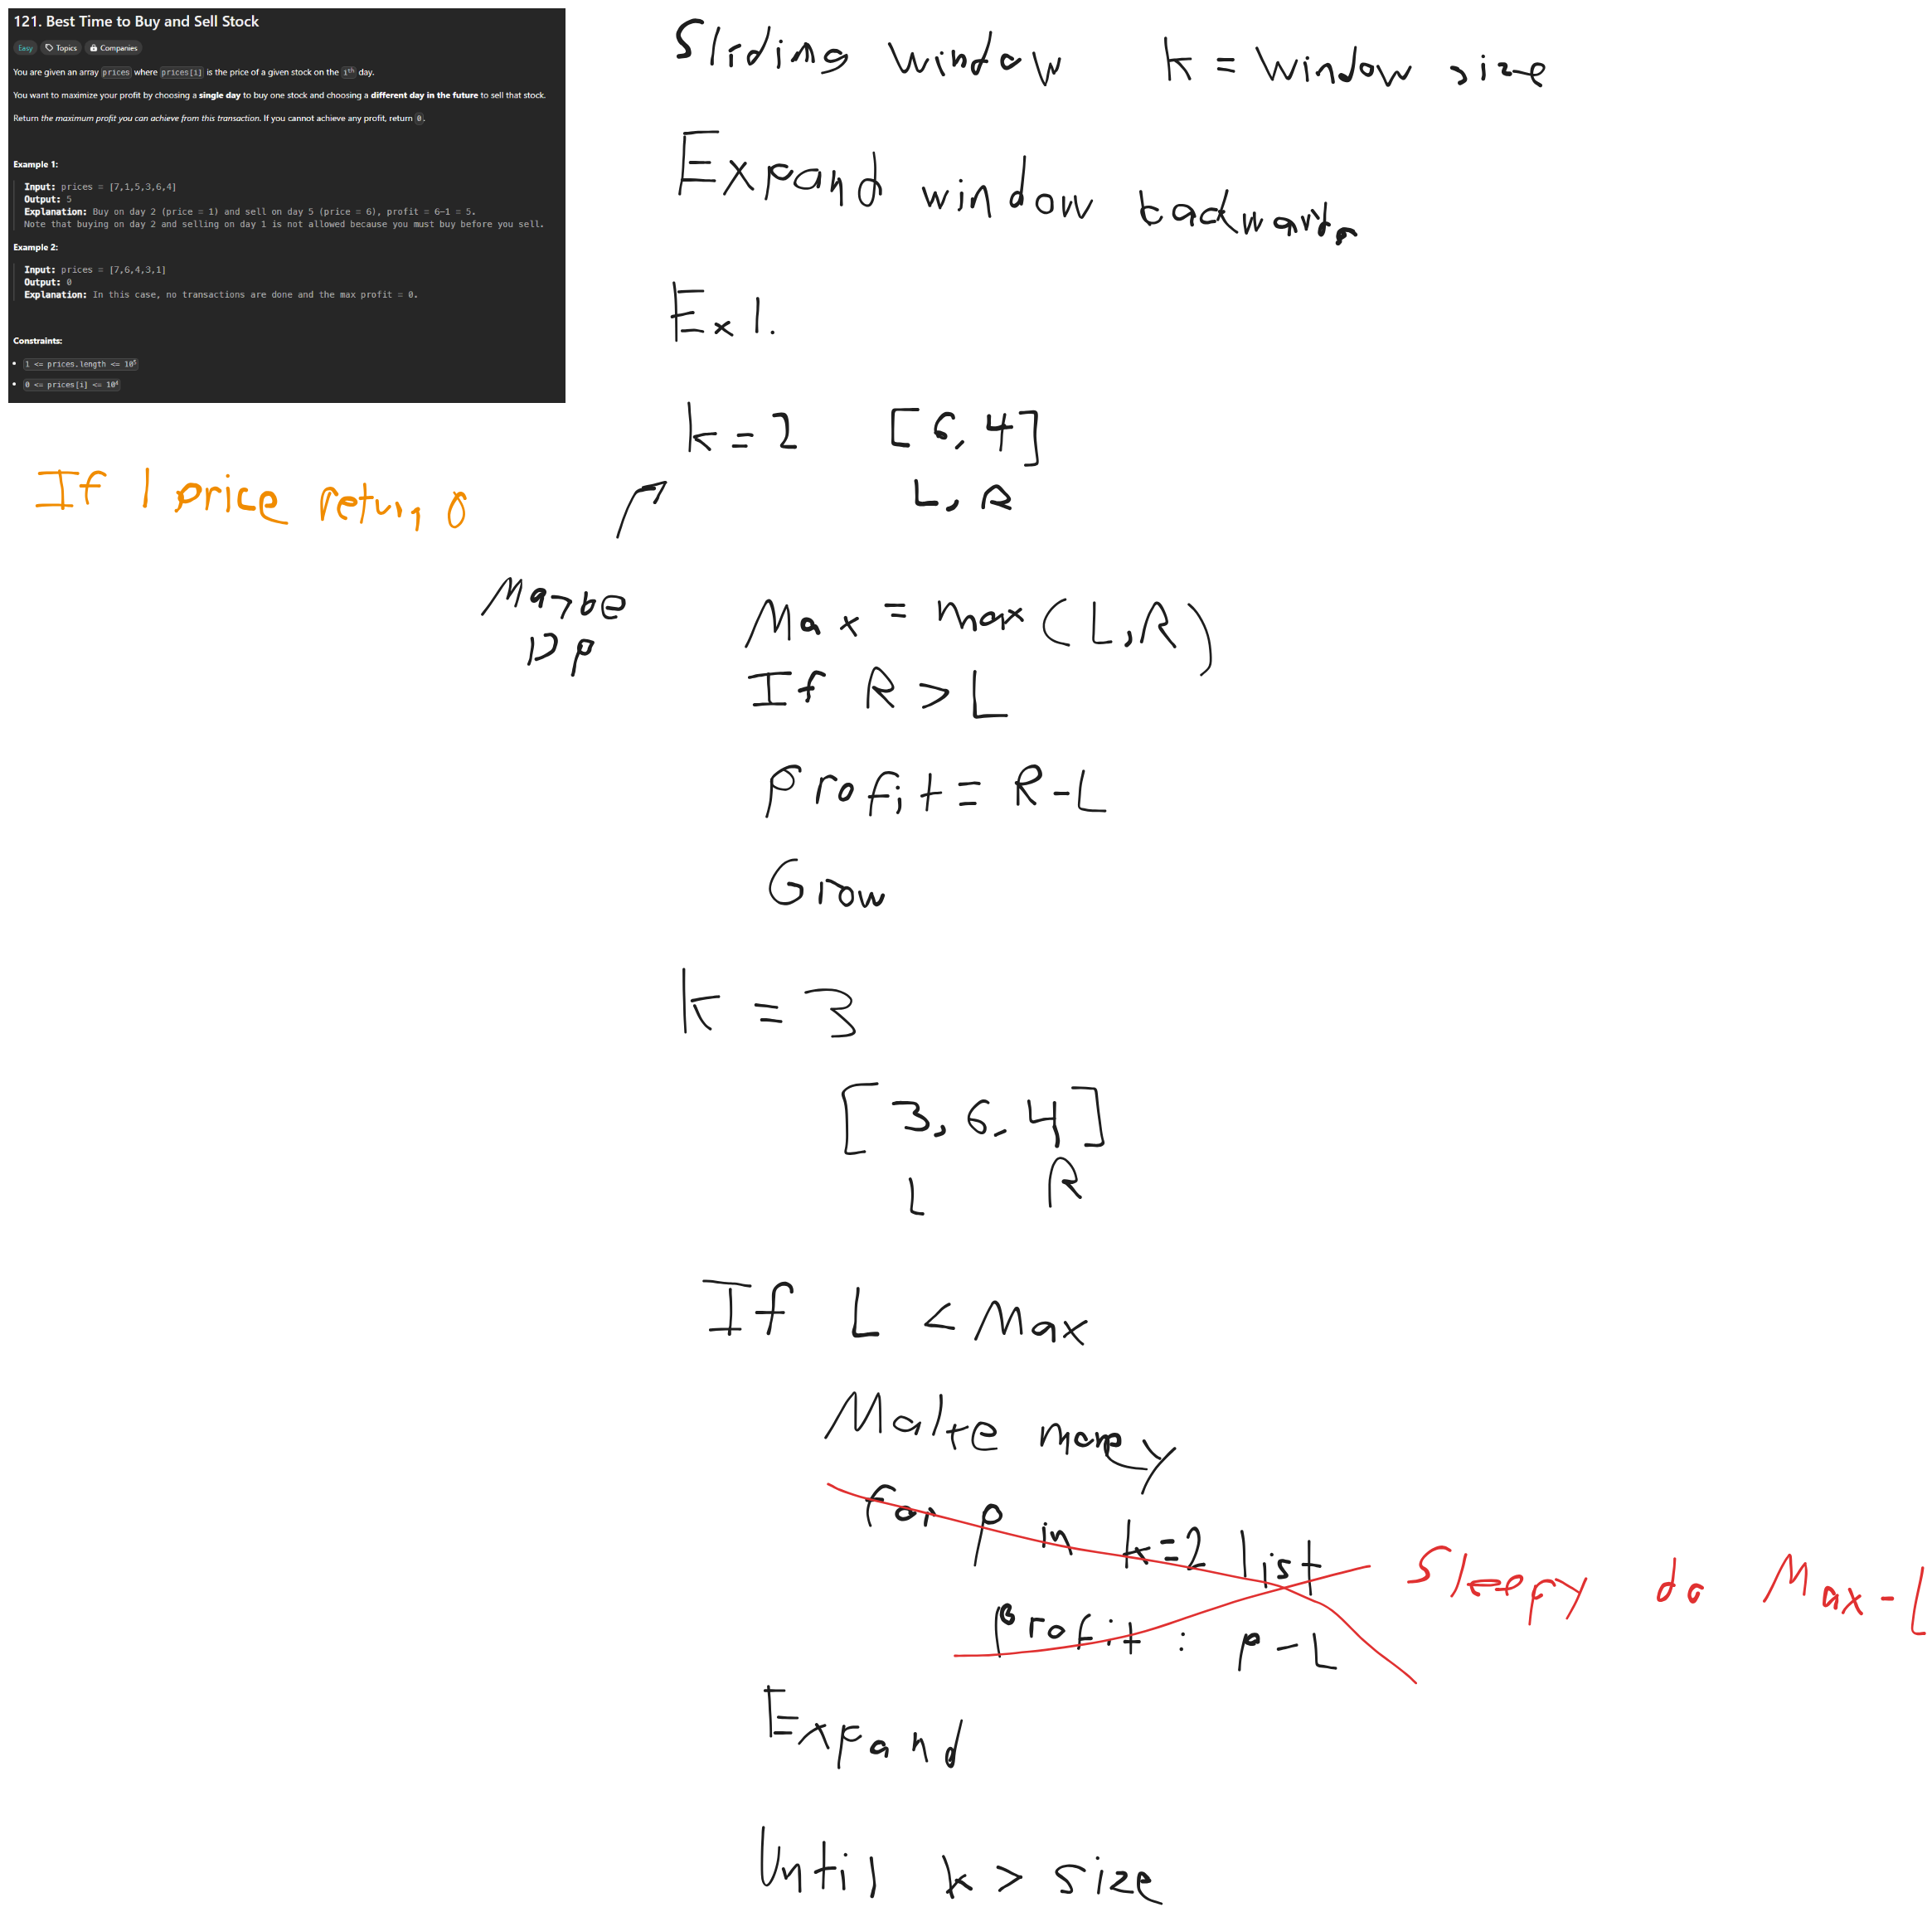 121. Best Time to Buy and Sell Stock
Easy Topics Companies
You are given an array prices where prices[i] is the price of a given stock on the ith day.
You want to maximize your profit by choosing a single day to buy one stock and choosing a different day in the future to sell that stock.
Return the maximum profit you can achieve from this transaction. If you cannot achieve any profit, return 0.
Example 1:
Input: prices = [7,1,5,3,6,4]
Output: 5
Explanation: Buy on day 2 (price = 1) and sell on day 5 (price = 6), profit = 6-1 = 5.
Note that buying on day 2 and selling on day 1 is not allowed because you must buy before you sell.
Example 2:
Input: prices = [7,6,4,3,1]
Output: 0
Explanation: In this case, no transactions are done and the max profit = 0.
Constraints:
1 <= prices.length <= 10⁵
0 <= prices[i] <= 10⁴
If 1 price return 0
Sliding window k = window size
Expand window backwards
Ex 1.
k = 2 [6, 4]
L, R
Maybe
DP
Max = max(L,R)
If R > L
Profit = R-L
Grow
k = 3
[3, 6, 4]
L R
If L < Max
Make money
for p in k=2 list
Profit : p-L
Sleepy do Max-L
Expand
Until k > size